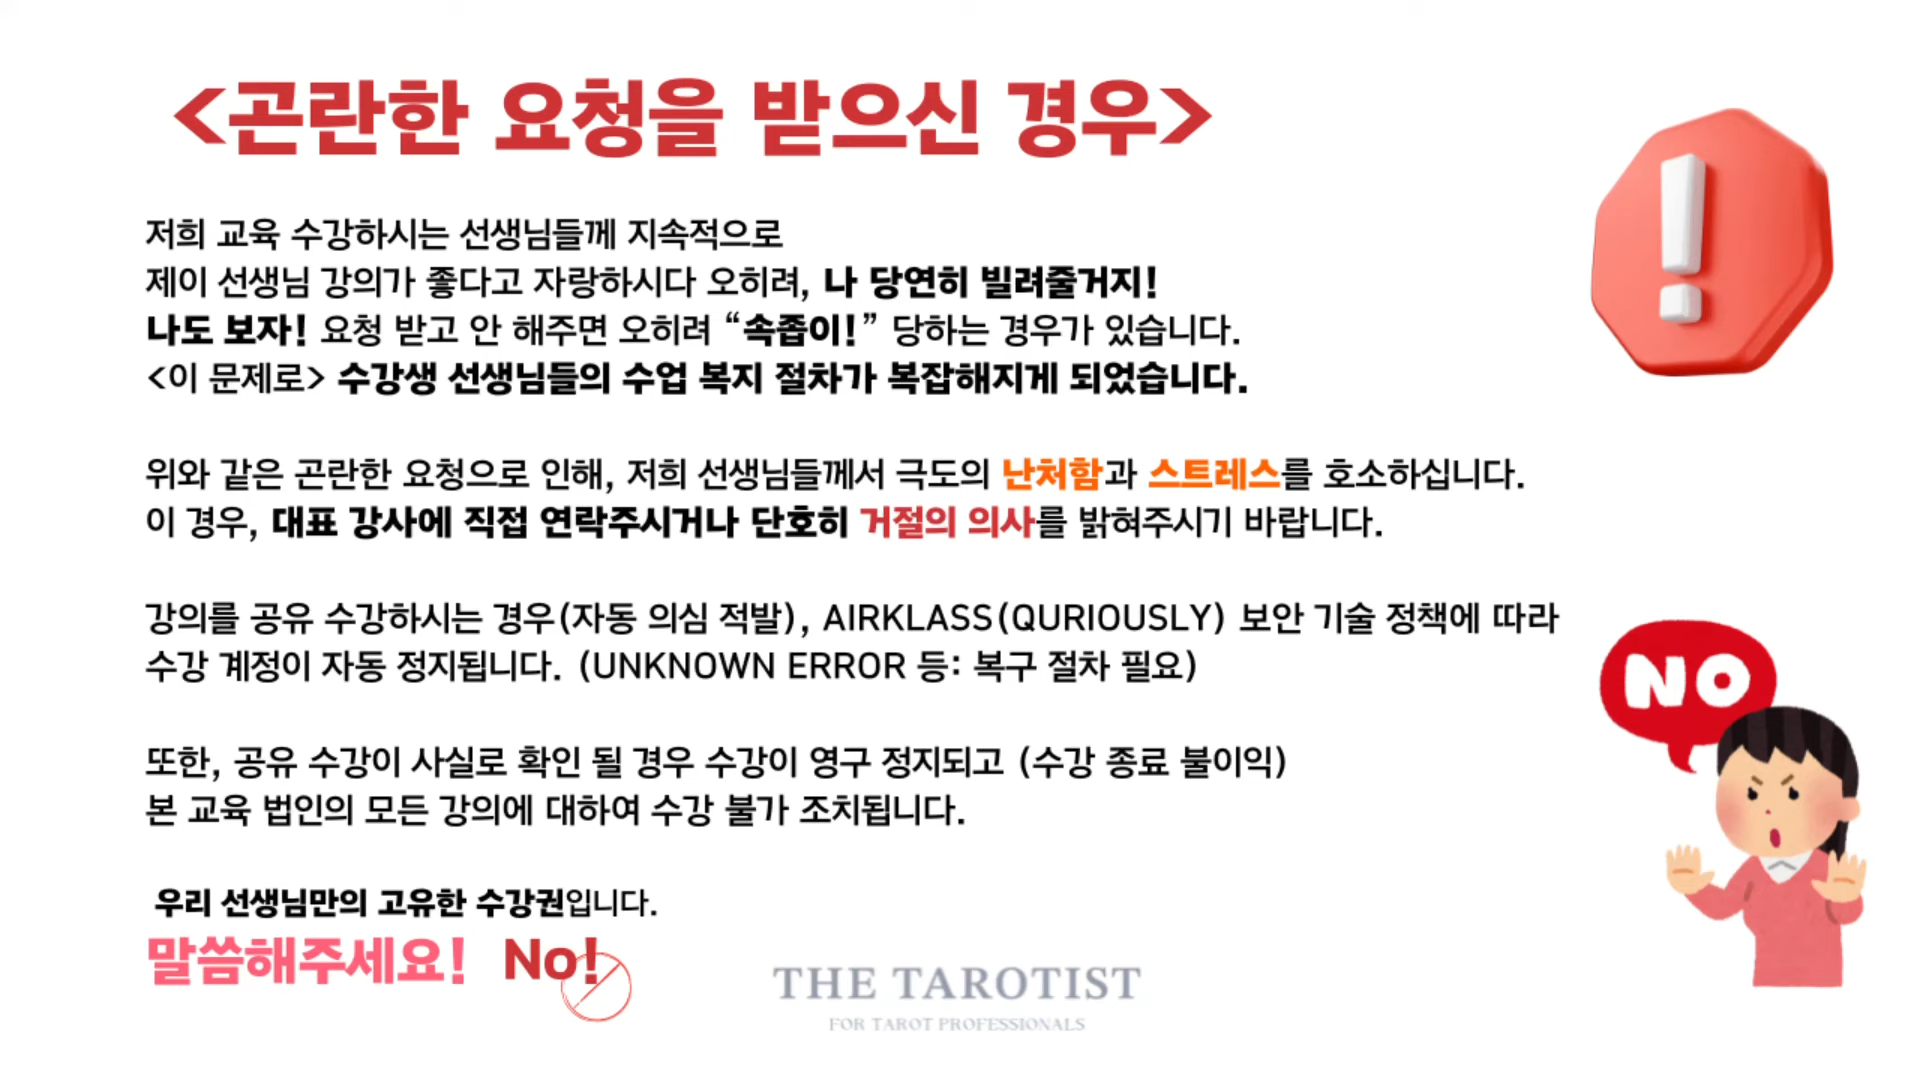 <곤란한 요청을 받으신 경우>
저희 교육 수강하시는 선생님들께 지속적으로
제이 선생님 강의가 좋다고 자랑하시다 오히려, 나 당연히 빌려줄거지!
나도 보자! 요청 받고 안 해주면 오히려 “속좁이!” 당하는 경우가 있습니다.
<이 문제로> 수강생 선생님들의 수업 복지 절차가 복잡해지게 되었습니다.
위와 같은 곤란한 요청으로 인해, 저희 선생님들께서 극도의 난처함과 스트레스를 호소하십니다.
이 경우, 대표 강사에 직접 연락주시거나 단호히 거절의 의사를 밝혀주시기 바랍니다.
강의를 공유 수강하시는 경우(자동 의심 적발), AIRKLASS(QURIOUSLY) 보안 기술 정책에 따라
수강 계정이 자동 정지됩니다. (UNKNOWN ERROR 등: 복구 절차 필요)
NO
또한, 공유 수강이 사실로 확인 될 경우 수강이 영구 정지되고 (수강 종료 불이익)
본 교육 법인의 모든 강의에 대하여 수강 불가 조치됩니다.
우리 선생님만의 고유한 수강권입니다.
말씀해주세요! No!
THE TAROTIST
FOR TAROT PROFESSIONALS